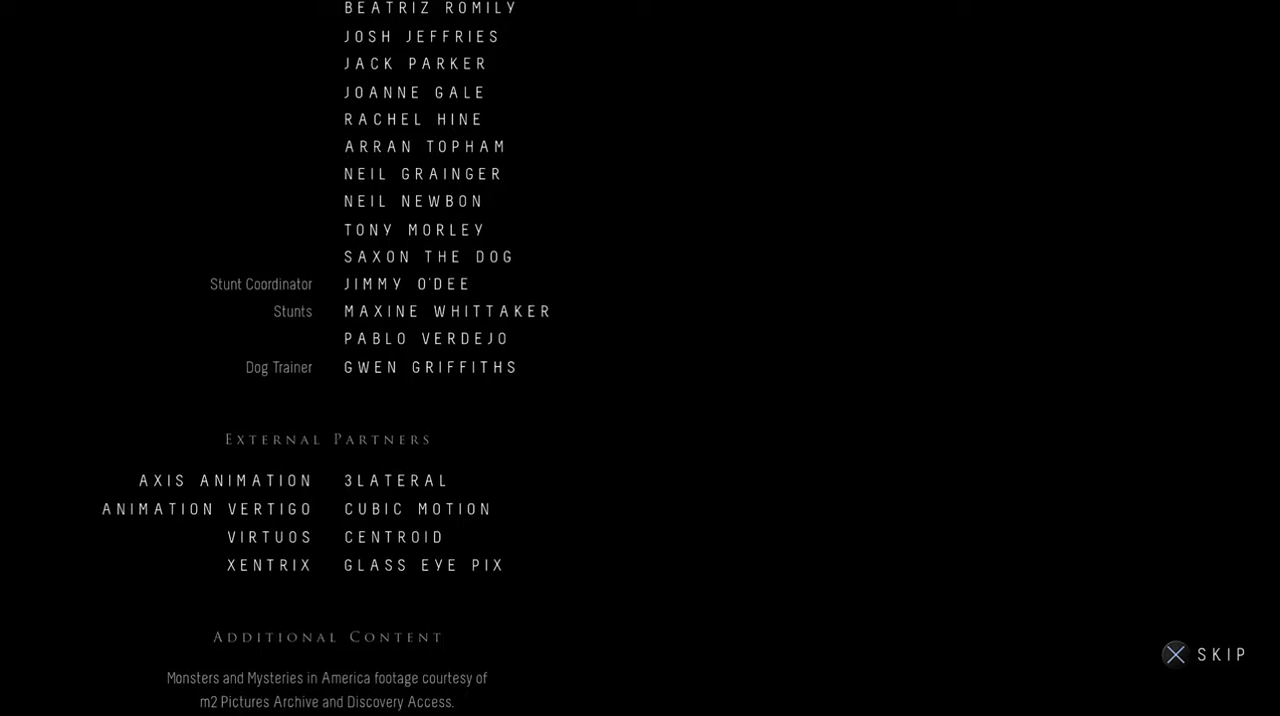 BEATRIZ ROMILY
JOSH JEFFRIES
JACK PARKER
JOANNE GALE
RACHEL HINE
ARRAN TOPHAM
NEIL GRAINGER
NEIL NEWBON
TONY MORLEY
SAXON THE DOG
Stunt Coordinator JIMMY O'DEE
Stunts MAXINE WHITTAKER
PABLO VERDEJO
Dog Trainer GWEN GRIFFITHS
EXTERNAL PARTNERS
AXIS ANIMATION 3LATERAL
ANIMATION VERTIGO CUBIC MOTION
VIRTUOS CENTROID
XENTRIX GLASS EYE PIX
ADDITIONAL CONTENT
Monsters and Mysteries in America footage courtesy of
m2 Pictures Archive and Discovery Access.
SKIP